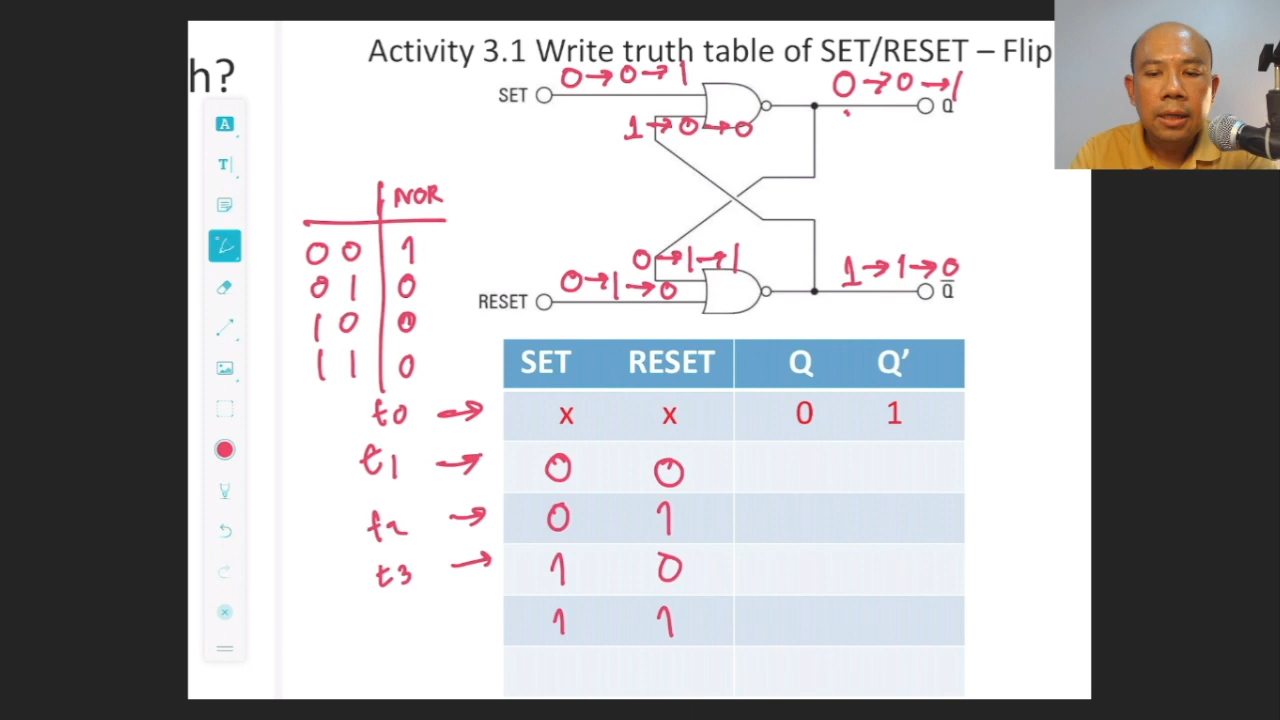 h?
Activity 3.1 Write truth table of SET/RESET – Flip
0→0→1
0→0→1
SET
Q
1→0→0
NOR
0 0 1
0→1→1
1→1→0
0 1 0
0→1→0
RESET
Q̅
1 0 0
1 1 0
SET RESET Q Q'
t0 → x x 0 1
t1 → 0 0
t2 → 0 1
t3 → 1 0
1 1
A
T